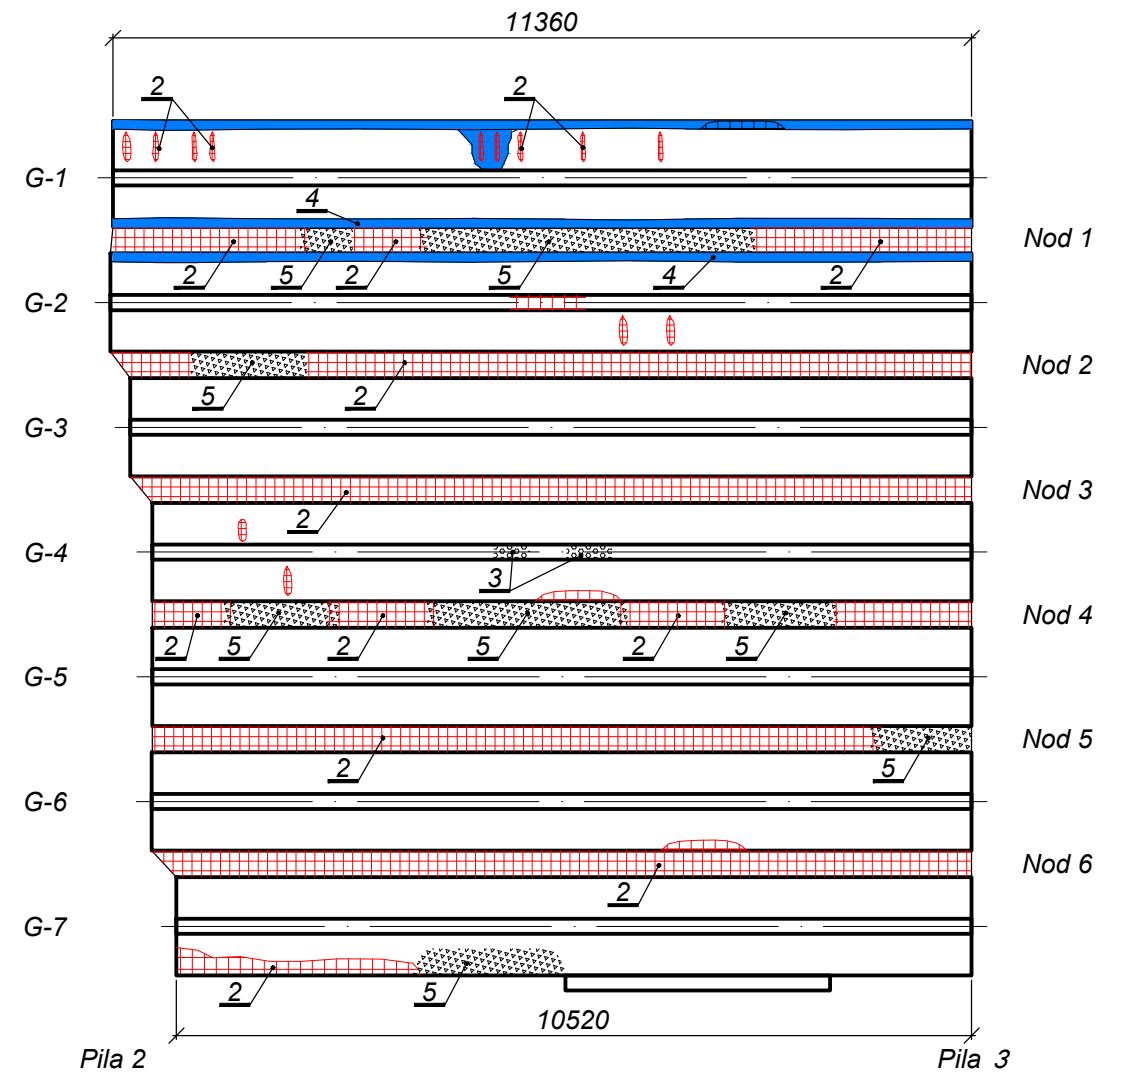 11360
2 2
G-1
4
Nod 1
2 5 2 5 4 2
G-2
Nod 2
5 2
G-3
Nod 3
2
G-4
3
Nod 4
2 5 2 5 2 5
G-5
Nod 5
2 5
G-6
Nod 6
2
G-7
2 5
10520
Pila 2 Pila 3